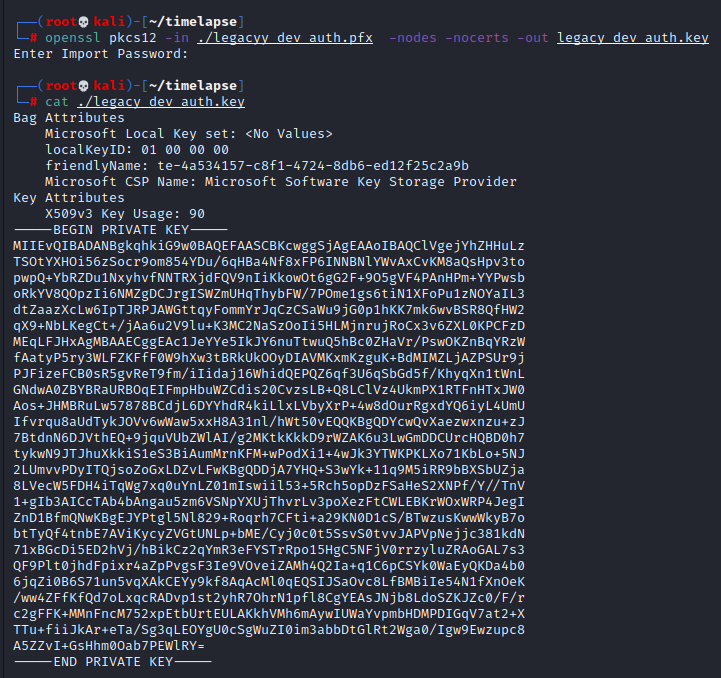 ┌──(root💀kali)-[~/timelapse]
└─# openssl pkcs12 -in ./legacyy_dev_auth.pfx  -nodes -nocerts -out legacy_dev_auth.key
Enter Import Password:
┌──(root💀kali)-[~/timelapse]
└─# cat ./legacy_dev_auth.key
Bag Attributes
    Microsoft Local Key set: <No Values>
    localKeyID: 01 00 00 00
    friendlyName: te-4a534157-c8f1-4724-8db6-ed12f25c2a9b
    Microsoft CSP Name: Microsoft Software Key Storage Provider
Key Attributes
    X509v3 Key Usage: 90
-----BEGIN PRIVATE KEY-----
MIIEvQIBADANBgkqhkiG9w0BAQEFAASCBKcwggSjAgEAAoIBAQClVgejYhZHHuLz
TSOtYXHOi56zSocr9om854YDu/6qHBa4Nf8xFP6INNBNlYWvAxCvKM8aQsHpv3to
pwpQ+YbRZDu1NxyhvfNNTRXjdFQV9nIiKkowOt6gG2F+9O5gVF4PAnHPm+YYPwsb
oRkYV8QOpzIi6NMZgDCJrgISWZmUHqThybFW/7POme1gs6tiN1XFoPu1zNOYaIL3
dtZaazXcLw6IpTJRPJAWGttqyFommYrJqCzCSaWu9jG0p1hKK7mk6wvBSR8QfHW2
qX9+NbLKegCt+/jAa6u2V9lu+K3MC2NaSzOoIi5HLMjnrujRoCx3v6ZXL0KPCFzD
MEqLFJHxAgMBAAECggEAc1JeYYe5IkJY6nuTtwuQ5hBc0ZHaVr/PswOKZnBqYRzW
fAatyP5ry3WLFZKFfF0W9hXw3tBRkUkOOyDIAVMKxmKzguK+BdMIMZLjAZPSUr9j
PJFizeFCB0sR5gvReT9fm/iIidaj16WhidQEPQZ6qf3U6qSbGd5f/KhyqXn1tWnL
GNdwA0ZBYBRaURBOqEIFmpHbuWZCdis20CvzsLB+Q8LClVz4UkmPX1RTFnHTxJW0
Aos+JHMBRuLw57878BCdjL6DYYhdR4kiLlxLVbyXrP+4w8dOurRgxdYQ6iyL4UmU
Ifvrqu8aUdTykJOVv6wWaw5xxH8A31nl/hWt50vEQQKBgQDYcwQvXaezwxnzu+zJ
7BtdnN6DJVthEQ+9jquVUbZWlAI/g2MKtkKkkD9rWZAK6u3LwGmDDCUrcHQBD0h7
tykwN9JTJhuXkkiS1eS3BiAumMrnKFM+wPodXi1+4wJk3YTWKPKLXo71KbLo+5NJ
2LUmvvPDyITQjsoZoGxLDZvLFwKBgQDDjA7YHQ+S3wYk+11q9M5iRR9bBXSbUZja
8LVecW5FDH4iTqWg7xq0uYnLZ01mIswiil53+5Rch5opDzFSaHeS2XNPf/Y//TnV
1+gIb3AICcTAb4bAngau5zm6VSNpYXUjThvrLv3poXezFtCWLEBKrWOxWRP4JegI
ZnD1BfmQNwKBgEJYPtgl5Nl829+Roqrh7CFti+a29KN0D1cS/BTwzusKwwWkyB7o
btTyQf4tnbE7AViKycyZVGtUNLp+bME/Cyj0c0t5SsvS0tvvJAPVpNejjc381kdN
71xBGcDi5ED2hVj/hBikCz2qYmR3eFYSTrRpo15HgC5NFjV0rrzyluZRAoGAL7s3
QF9Plt0jhdFpixr4aZpPvgsF3Ie9VOveiZAMh4Q2Ia+q1C6pCSYk0WaEyQKDa4b0
6jqZi0B6S71un5vqXAkCEYy9kf8AqAcMl0qEQSIJSaOvc8LfBMBiIe54N1fXnOeK
/ww4ZFfKfQd7oLxqcRADvp1st2yhR7OhrN1pfl8CgYEAsJNjb8LdoSZKJZc0/F/r
c2gFFK+MMnFncM752xpEtbUrtEULAKkhVMh6mAywIUWaYvpmbHDMPDIGqV7at2+X
TTu+fiiJkAr+eTa/Sg3qLEOYgU0cSgWuZI0im3abbDtGlRt2Wga0/Igw9Ewzupc8
A5ZZvI+GsHhm0Oab7PEWlRY=
-----END PRIVATE KEY-----